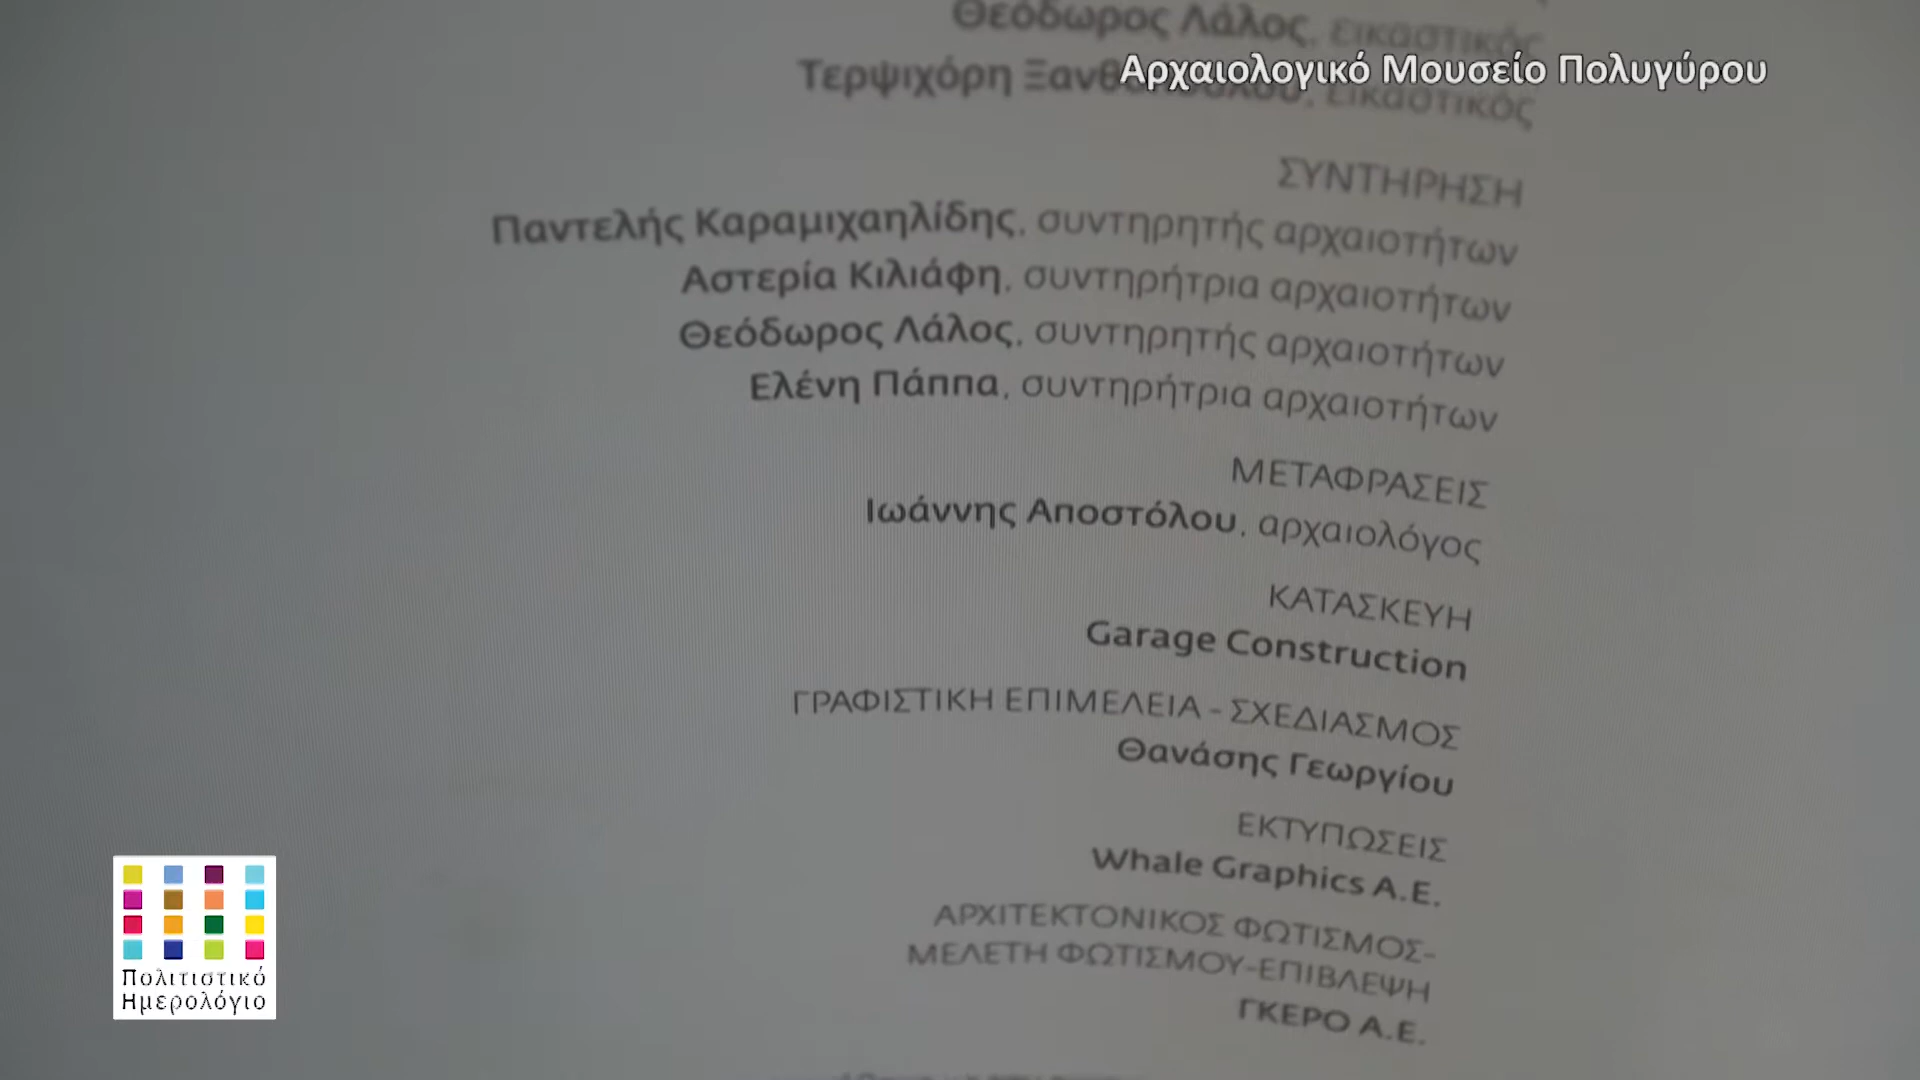 Θεόδωρος Λάλος, εικαστικός
Αρχαιολογικό Μουσείο Πολυγύρου
Τερψιχόρη εικαστικός
ΣΥΝΤΗΡΗΣΗ
Παντελής Καραμιχαηλίδης, συντηρητής αρχαιοτήτων
Αστερία Κιλιάφη, συντηρήτρια αρχαιοτήτων
Θεόδωρος Λάλος, συντηρητής αρχαιοτήτων
Ελένη Πάππα, συντηρήτρια αρχαιοτήτων
ΜΕΤΑΦΡΑΣΕΙΣ
Ιωάννης Αποστόλου, αρχαιολόγος
ΚΑΤΑΣΚΕΥΗ
Garage Construction
ΓΡΑΦΙΣΤΙΚΗ ΕΠΙΜΕΛΕΙΑ - ΣΧΕΔΙΑΣΜΟΣ
Θανάσης Γεωργίου
ΕΚΤΥΠΩΣΕΙΣ
Whale Graphics Α.Ε.
ΑΡΧΙΤΕΚΤΟΝΙΚΟΣ ΦΩΤΙΣΜΟΣ-
ΜΕΛΕΤΗ ΦΩΤΙΣΜΟΥ-ΕΠΙΒΛΕΨΗ
ΓΚΕΡΟ Α.Ε.
Πολιτιστικό
Ημερολόγιο